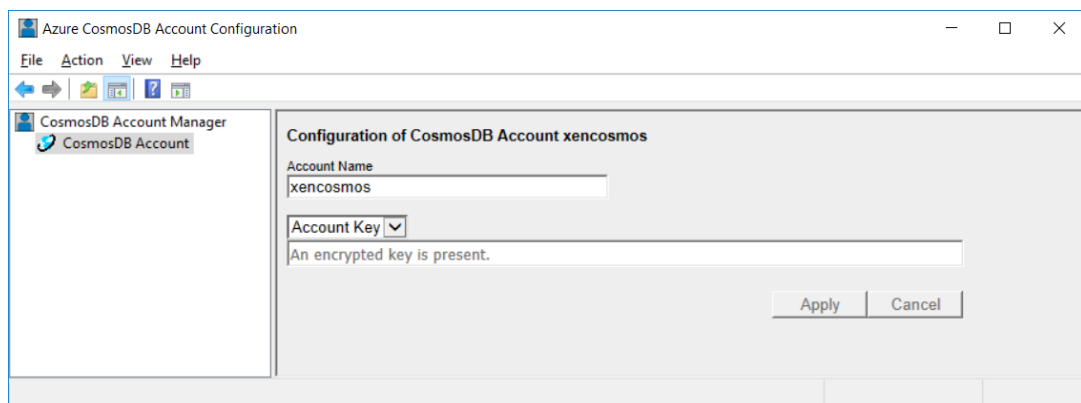 Azure CosmosDB Account Configuration
File Action View Help
CosmosDB Account Manager
CosmosDB Account
Configuration of CosmosDB Account xencosmos
Account Name
xencosmos
Account Key
An encrypted key is present.
Apply Cancel